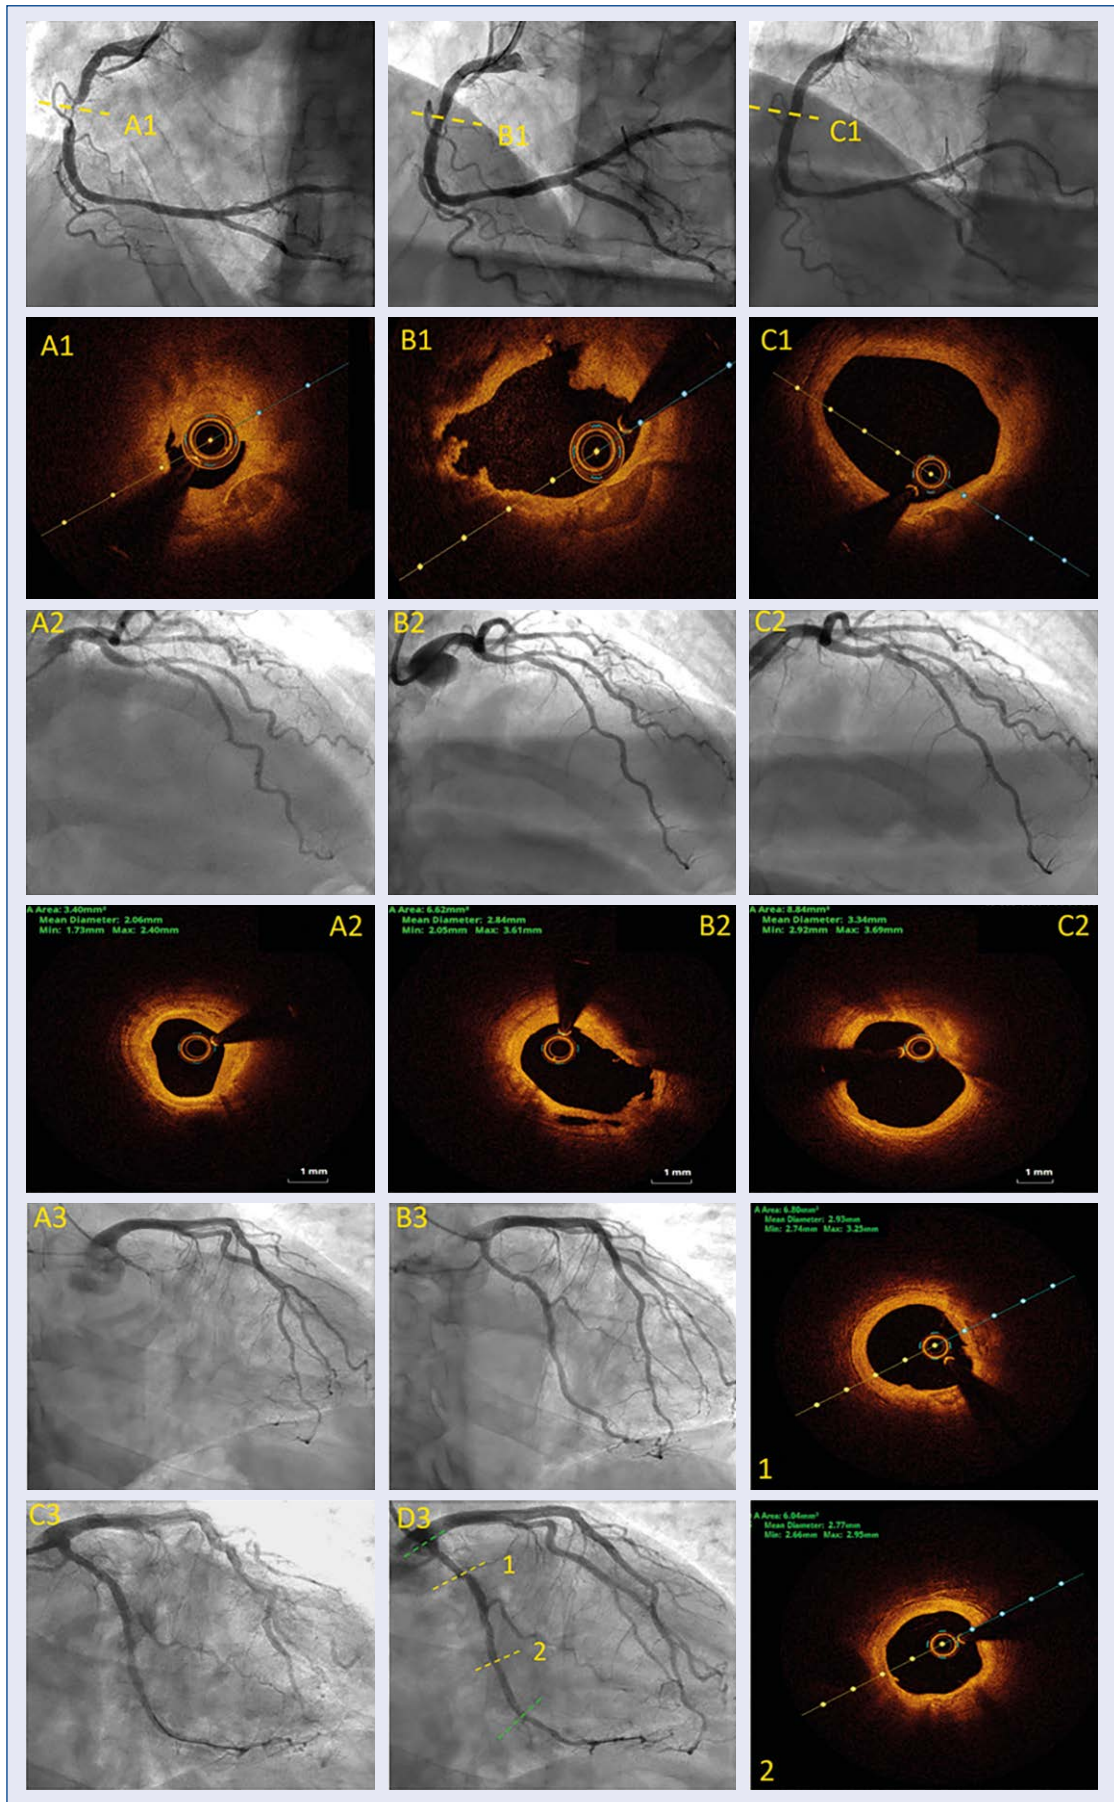 A1
B1
C1
A1
B1
C1
A2
B2
C2
A Area: 3.40mm²
Mean Diameter: 2.06mm
Min: 1.73mm Max: 2.40mm
A2
1 mm
A Area: 6.62mm²
Mean Diameter: 2.84mm
Min: 2.05mm Max: 3.61mm
B2
1 mm
A Area: 8.84mm²
Mean Diameter: 3.34mm
Min: 2.92mm Max: 3.69mm
C2
1 mm
A3
B3
A Area: 6.80mm²
Mean Diameter: 2.93mm
Min: 2.74mm Max: 3.25mm
1
C3
D3
1
2
A Area: 6.04mm²
Mean Diameter: 2.77mm
Min: 2.66mm Max: 2.95mm
2